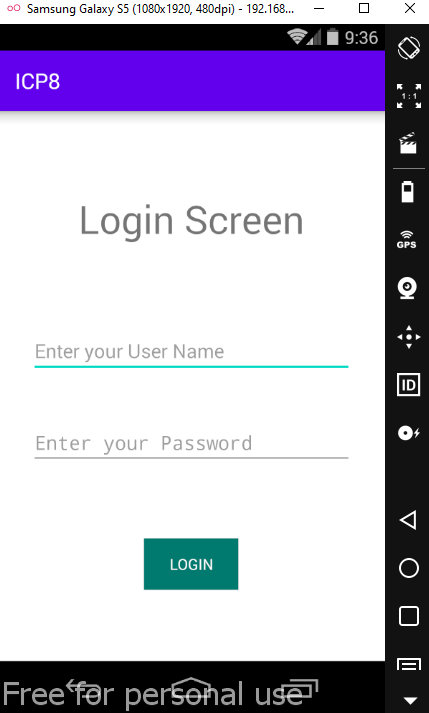 Samsung Galaxy S5 (1080x1920, 480dpi) - 192.168...
9:36
ICP8
1 : 1
Login Screen
GPS
Enter your User Name
ID
Enter your Password
LOGIN
Free for personal use